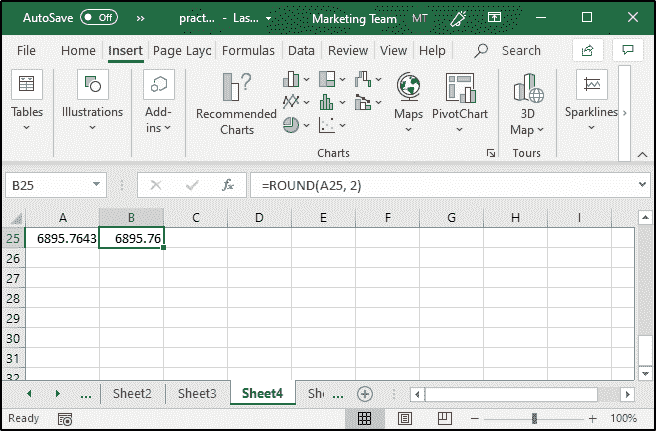 AutoSave Off » pract... - Las... Marketing Team MT
File Home Insert Page Layc Formulas Data Review View Help Search
Tables Illustrations Add-ins Recommended Charts Maps PivotChart 3D Map Sparklines
Charts Tours
B25 fx =ROUND(A25, 2)
A B C D E F G H I
25 6895.7643 6895.76
26
27
28
29
30
31
32
... Sheet2 Sheet3 Sheet4 She ...
Ready 100%